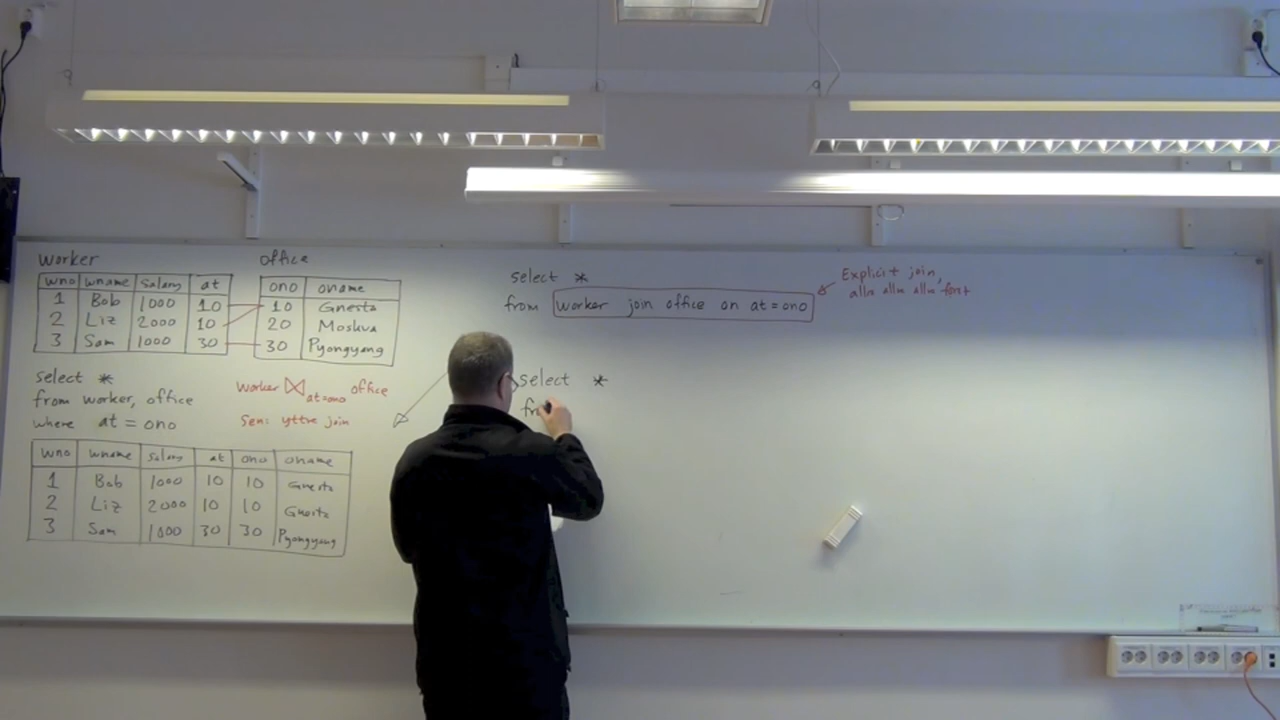 Worker
wno wname salary at
1 Bob 1000 10
2 Liz 2000 10
3 Sam 1000 30
office
ono oname
10 Gnesta
20 Moskva
30 Pyongyang
select *
from worker, office
where at = ono
Worker ⋈ at=ono office
Sen: yttre join
wno wname salary at ono oname
1 Bob 1000 10 10 Gnesta
2 Liz 2000 10 10 Gnesta
3 Sam 1000 30 30 Pyongyang
select *
from Worker join office on at = ono
Explicit join,
alla alla alla fort
select *
fr